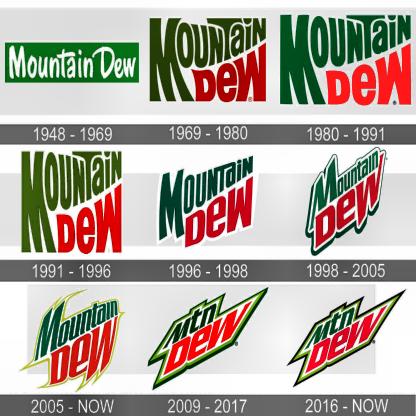 Mountain Dew
MOUNTAIN
DEW
MOUNTAIN
DEW
1948 - 1969
1969 - 1980
1980 - 1991
MOUNTAIN
DEW
MOUNTAIN
DEW
Mountain
Dew
1991 - 1996
1996 - 1998
1998 - 2005
Mountain
Dew
Mtn
DEW
Mtn
DEW
2005 - NOW
2009 - 2017
2016 - NOW